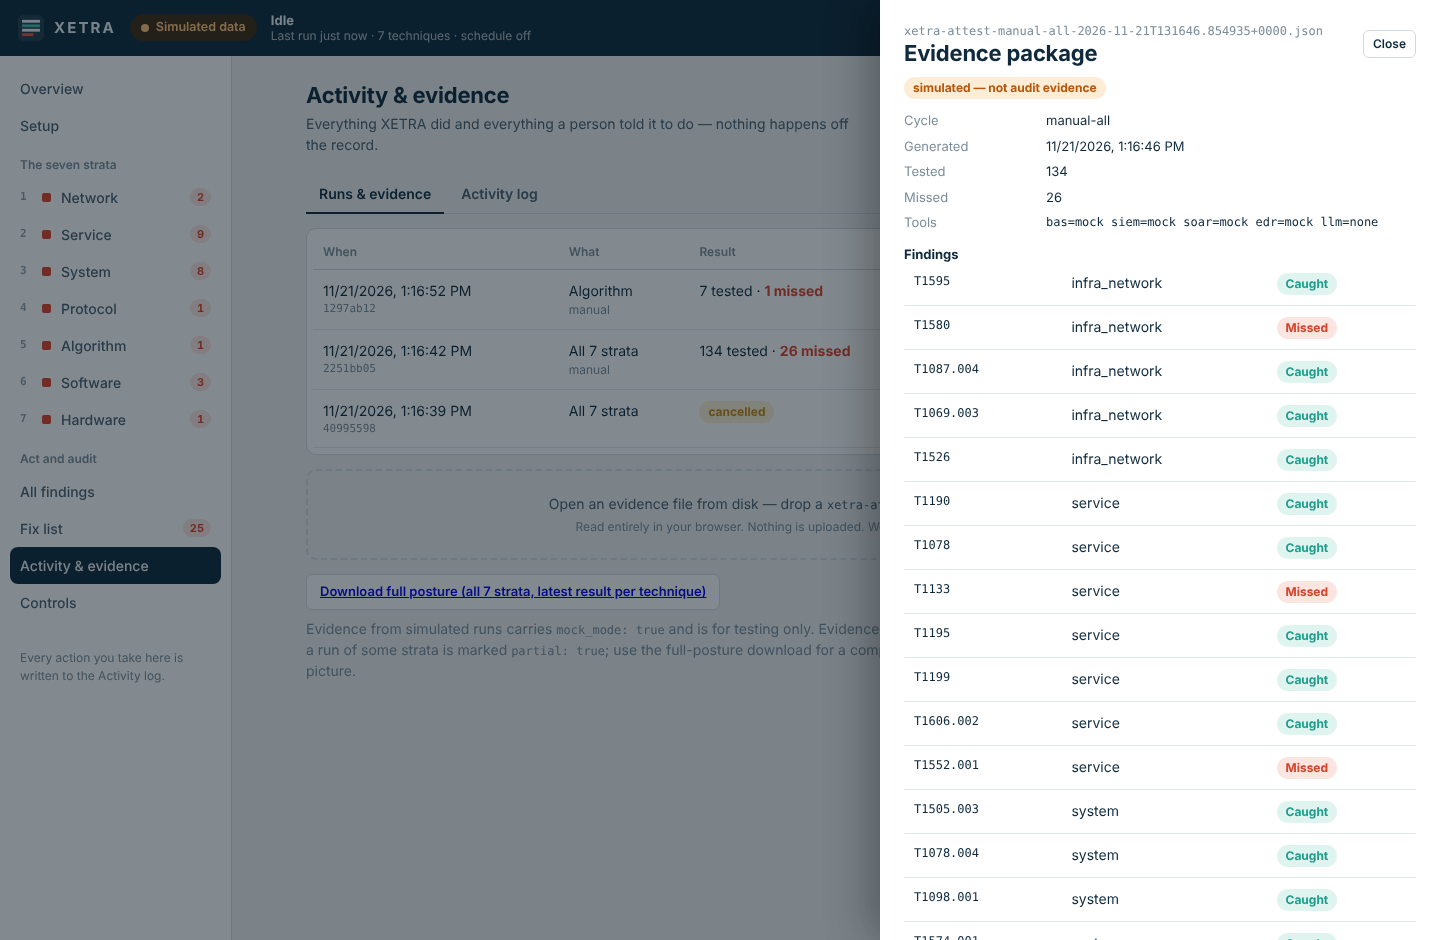 XETRA
Simulated data
Idle
Last run just now · 7 techniques · schedule off
Overview
Setup
The seven strata
1 Network 2
2 Service 9
3 System 8
4 Protocol 1
5 Algorithm 1
6 Software 3
7 Hardware 1
Act and audit
All findings
Fix list 25
Activity & evidence
Controls
Every action you take here is
written to the Activity log.
Activity & evidence
Everything XETRA did and everything a person told it to do — nothing happens off
the record.
Runs & evidence Activity log
When What Result
11/21/2026, 1:16:52 PM Algorithm 7 tested · 1 missed
1297ab12 manual
11/21/2026, 1:16:42 PM All 7 strata 134 tested · 26 missed
2251bb05 manual
11/21/2026, 1:16:39 PM All 7 strata cancelled
40995598
Open an evidence file from disk — drop a xetra-at
Read entirely in your browser. Nothing is uploaded.
Download full posture (all 7 strata, latest result per technique)
Evidence from simulated runs carries mock_mode: true and is for testing only. Evidence
a run of some strata is marked partial: true; use the full-posture download for a com
picture.
xetra-attest-manual-all-2026-11-21T131646.854935+0000.json
Evidence package
Close
simulated — not audit evidence
Cycle manual-all
Generated 11/21/2026, 1:16:46 PM
Tested 134
Missed 26
Tools bas=mock siem=mock soar=mock edr=mock llm=none
Findings
T1595 infra_network Caught
T1580 infra_network Missed
T1087.004 infra_network Caught
T1069.003 infra_network Caught
T1526 infra_network Caught
T1190 service Caught
T1078 service Caught
T1133 service Missed
T1195 service Caught
T1199 service Caught
T1606.002 service Caught
T1552.001 service Missed
T1505.003 system Caught
T1078.004 system Caught
T1098.001 system Caught